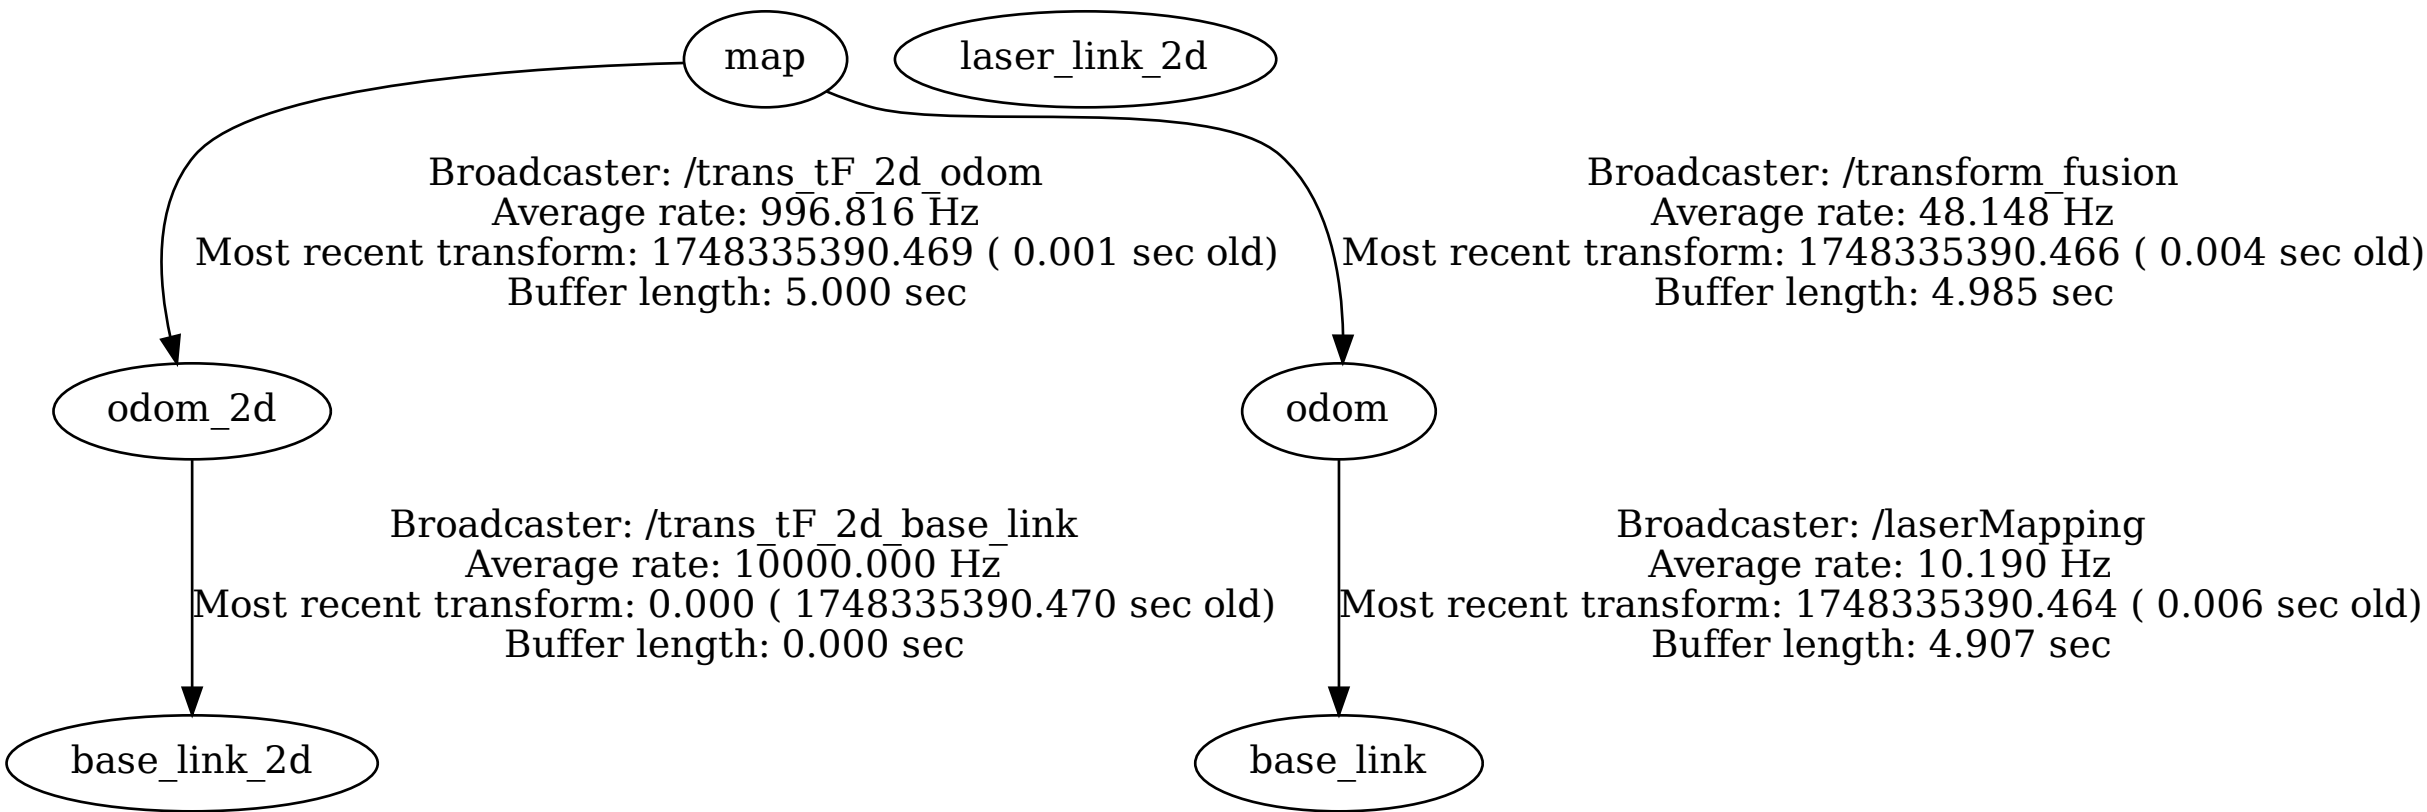 map
laser_link_2d
Broadcaster: /trans_tF_2d_odom
Average rate: 996.816 Hz
Most recent transform: 1748335390.469 ( 0.001 sec old)
Buffer length: 5.000 sec
Broadcaster: /transform_fusion
Average rate: 48.148 Hz
Most recent transform: 1748335390.466 ( 0.004 sec old)
Buffer length: 4.985 sec
odom_2d
odom
Broadcaster: /trans_tF_2d_base_link
Average rate: 10000.000 Hz
Most recent transform: 0.000 ( 1748335390.470 sec old)
Buffer length: 0.000 sec
Broadcaster: /laserMapping
Average rate: 10.190 Hz
Most recent transform: 1748335390.464 ( 0.006 sec old)
Buffer length: 4.907 sec
base_link_2d
base_link